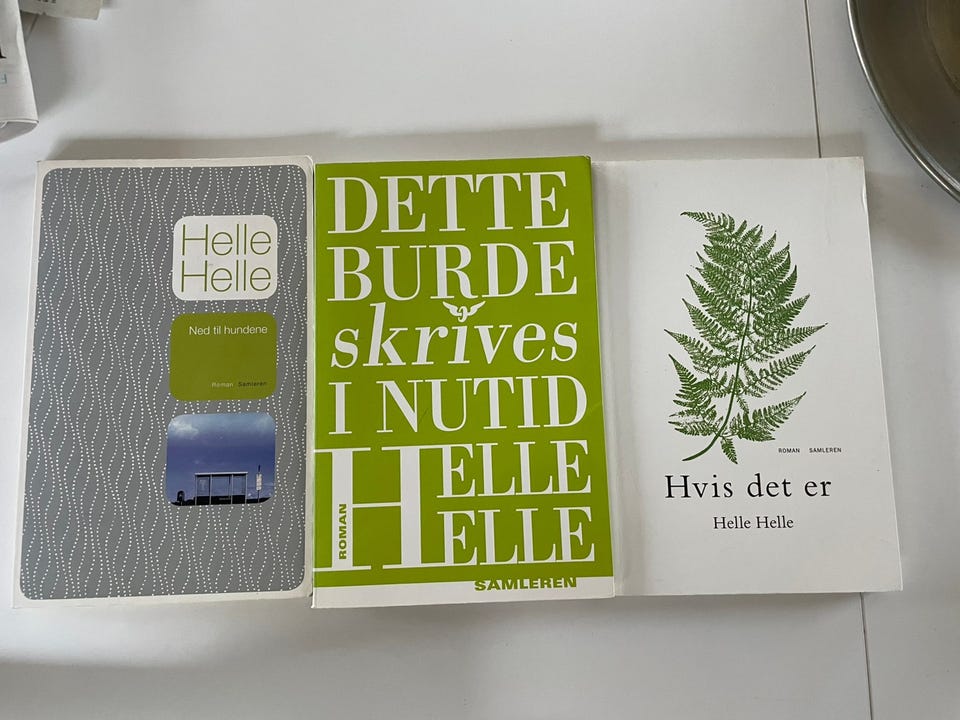 Helle
Helle
Ned til hundene
Roman Samleren
DETTE
BURDE
skrives
I NUTID
HELLE
HELLE
ROMAN
SAMLEREN
ROMAN SAMLEREN
Hvis det er
Helle Helle